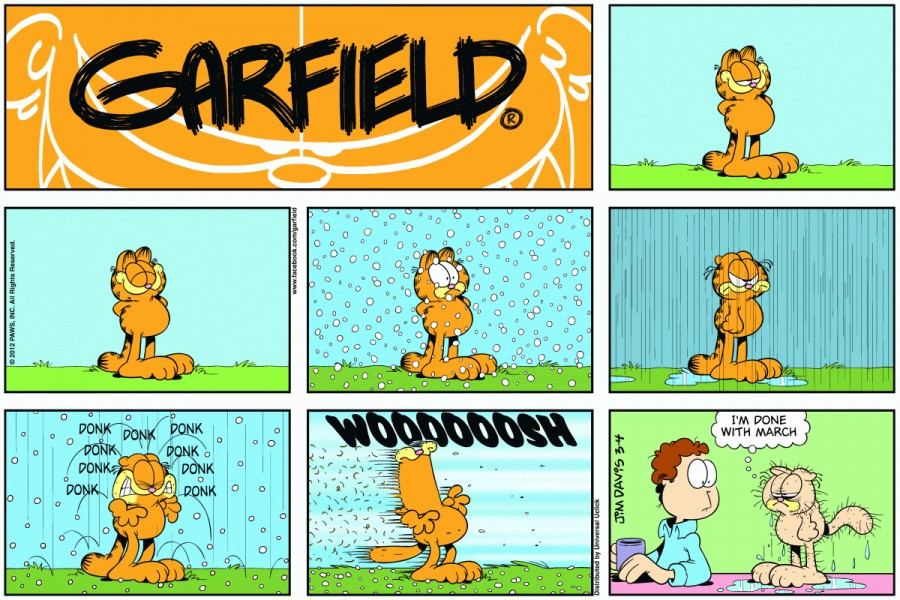 GARFIELD®
© 2012 PAWS, INC. All Rights Reserved.
www.facebook.com/garfield
DONK
DONK
DONK
DONK
DONK
DONK
DONK
DONK
DONK
WOOOOOOSH
Distributed by Universal Uclick
JIM DAVIS 3-4
I'M DONE
WITH MARCH